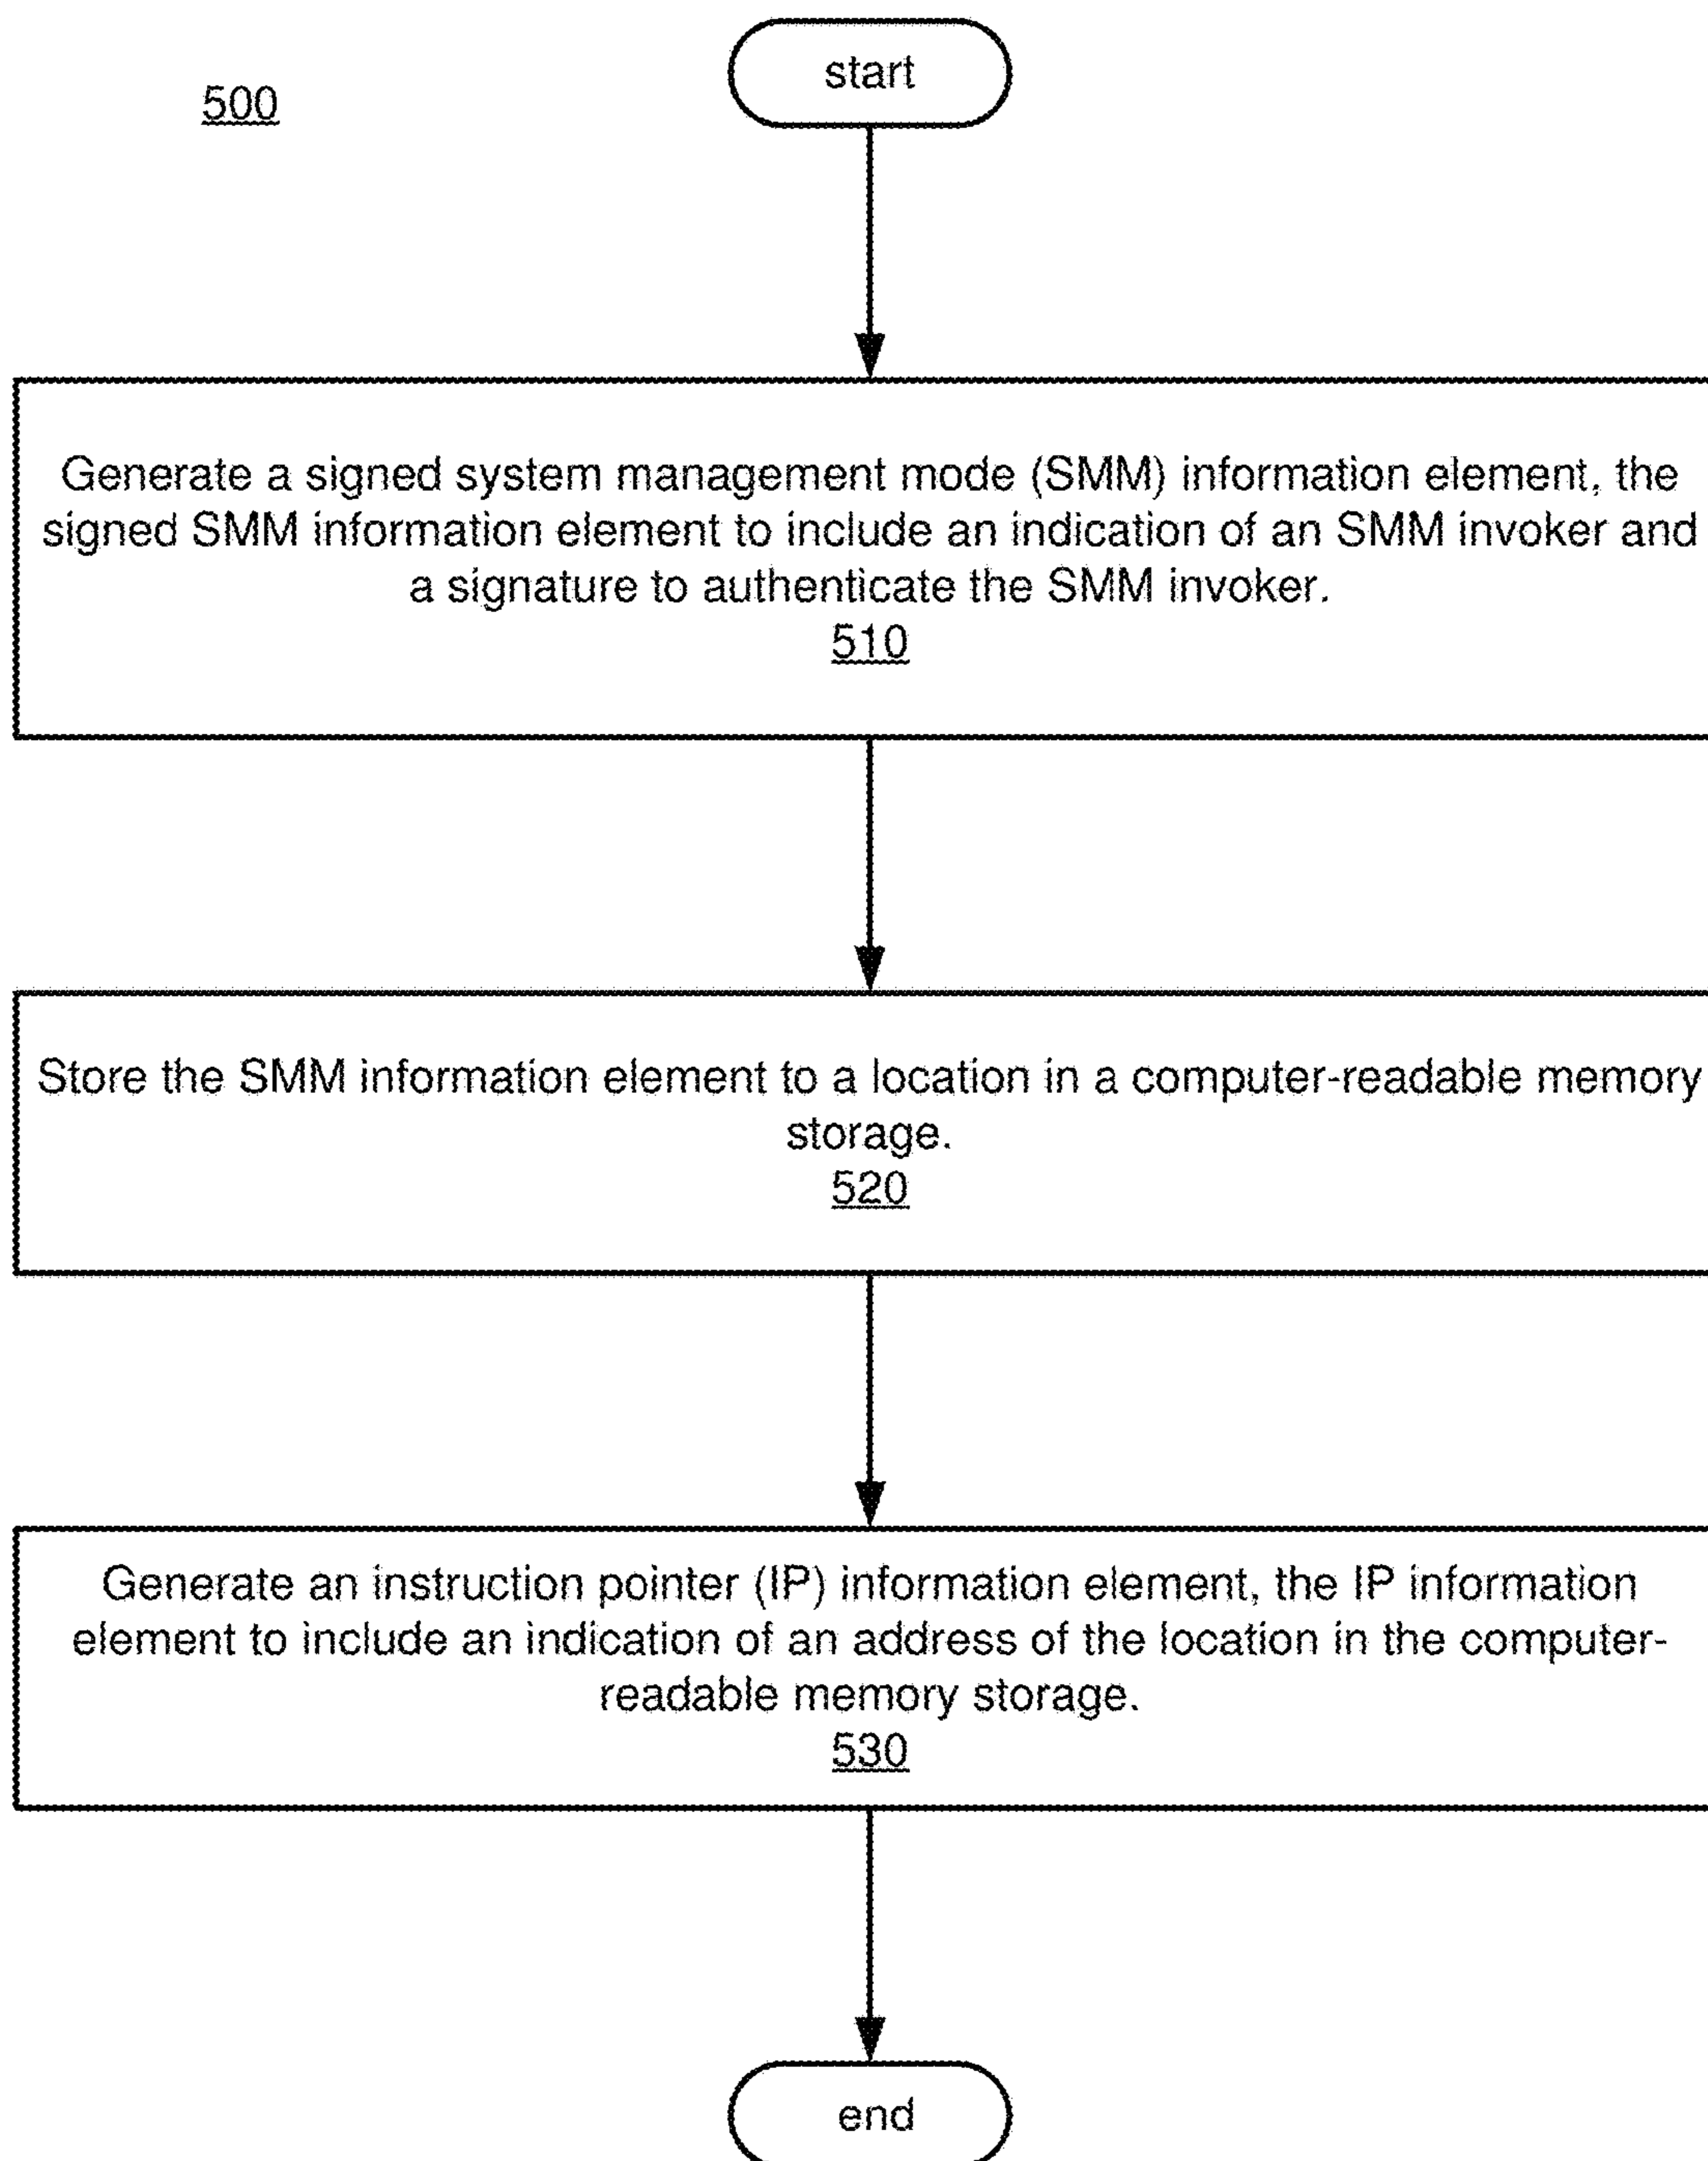 start
500
Generate a signed system management mode (SMM) information element, the
signed SMM information element to include an indication of an SMM invoker and
a signature to authenticate the SMM invoker.
510
Store the SMM information element to a location in a computer-readable memory
storage.
520
Generate an instruction pointer (IP) information element, the IP information
element to include an indication of an address of the location in the computer-
readable memory storage.
530
end